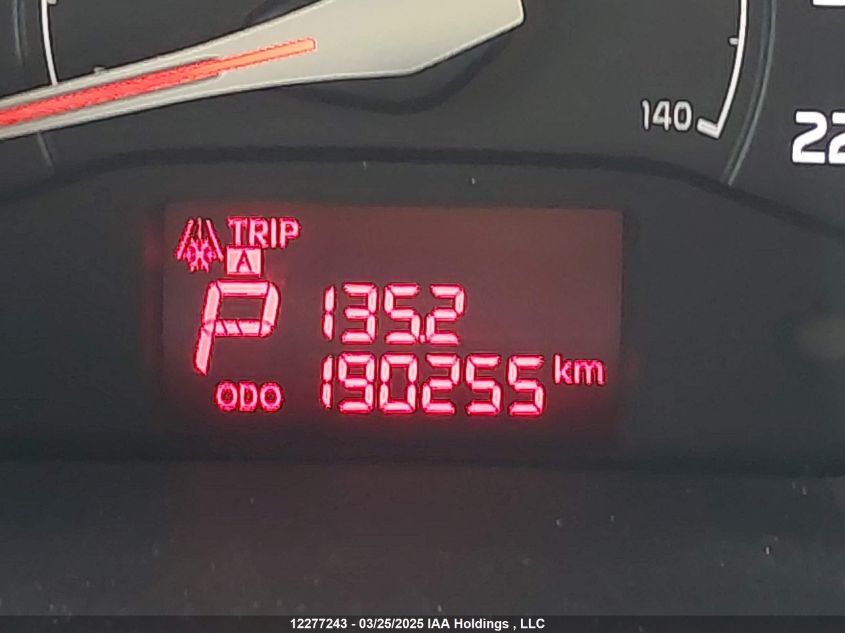 140
22
TRIP
A
P 135.2
ODO 190255 km
12277243 - 03/25/2025 IAA Holdings , LLC